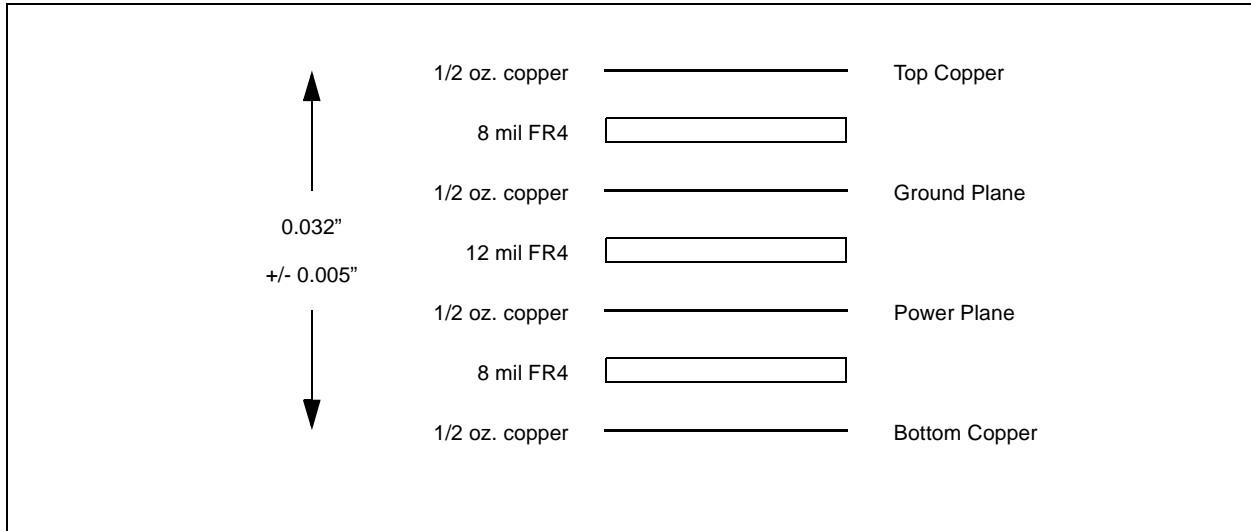 1/2 oz. copper Top Copper
8 mil FR4
1/2 oz. copper Ground Plane
0.032”
12 mil FR4
+/- 0.005”
1/2 oz. copper Power Plane
8 mil FR4
1/2 oz. copper Bottom Copper